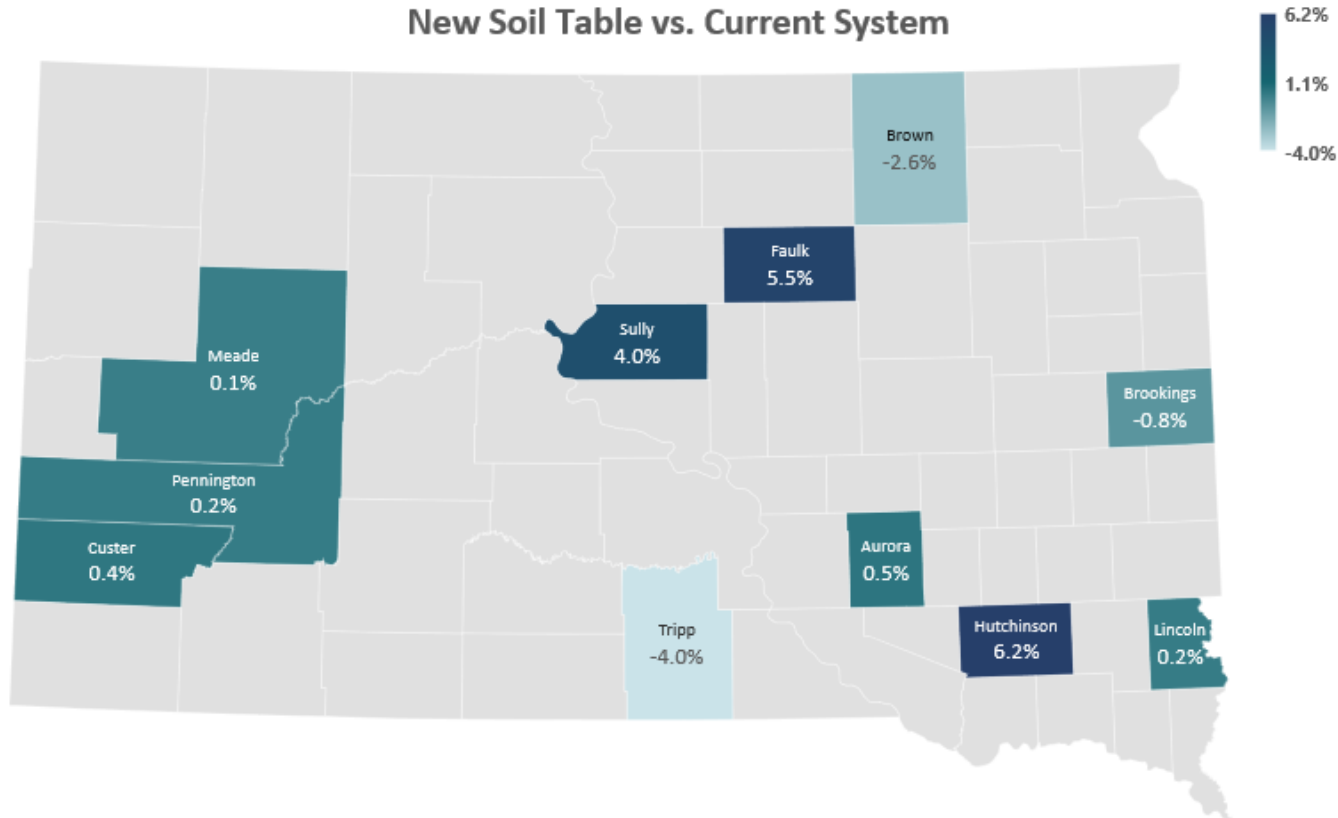 New Soil Table vs. Current System
6.2%
1.1%
-4.0%
Brown
-2.6%
Faulk
5.5%
Sully
4.0%
Meade
0.1%
Brookings
-0.8%
Pennington
0.2%
Custer
0.4%
Aurora
0.5%
Tripp
-4.0%
Hutchinson
6.2%
Lincoln
0.2%